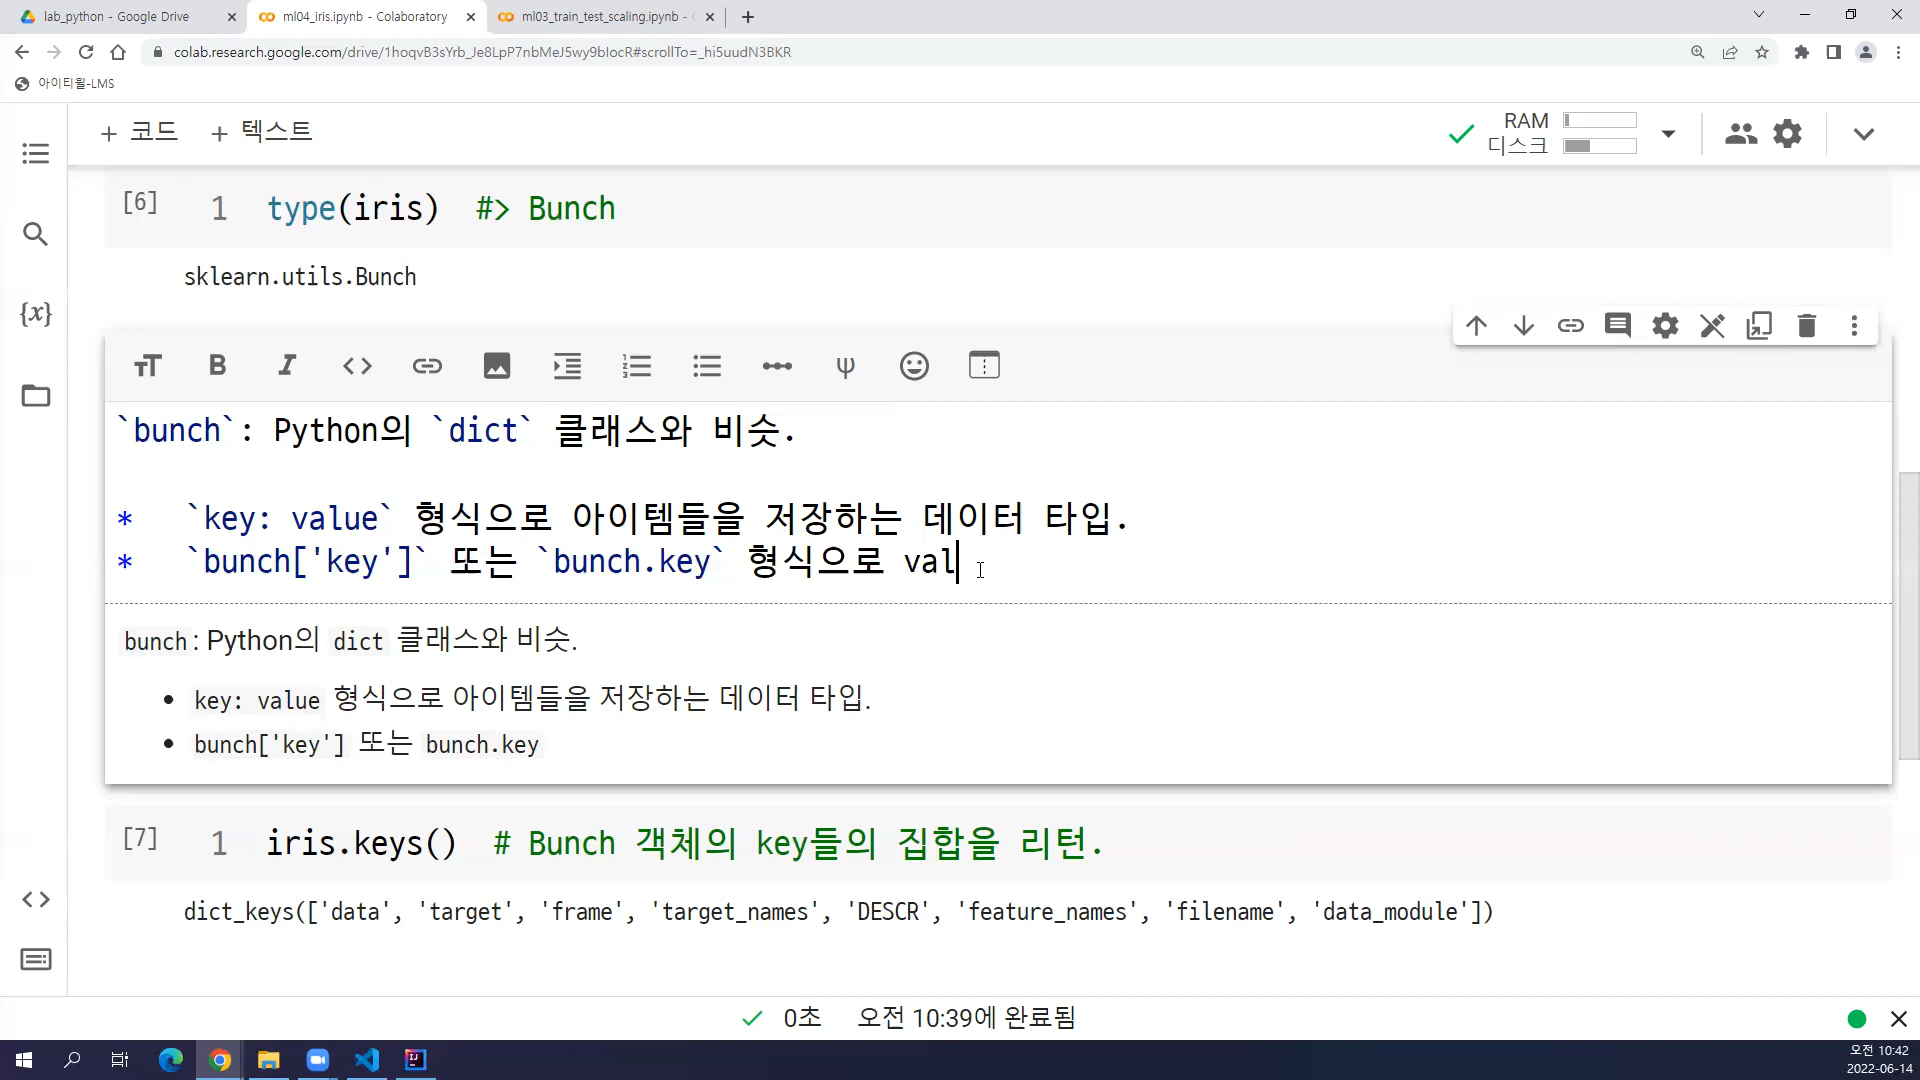 lab_python - Google Drive
ml04_iris.ipynb - Colaboratory
ml03_train_test_scaling.ipynb -
colab.research.google.com/drive/1hoqvB3sYrb_Je8LpP7nbMeJ5wy9bIocR#scrollTo=_hi5uudN3BKR
아이티윌-LMS
+ 코드 + 텍스트
RAM
디스크
[6] 1 type(iris) #> Bunch
sklearn.utils.Bunch
`bunch`: Python의 `dict` 클래스와 비슷.
* `key: value` 형식으로 아이템들을 저장하는 데이터 타입.
* `bunch['key']` 또는 `bunch.key` 형식으로 val
bunch: Python의 dict 클래스와 비슷.
• key: value 형식으로 아이템들을 저장하는 데이터 타입.
• bunch['key'] 또는 bunch.key
[7] 1 iris.keys() # Bunch 객체의 key들의 집합을 리턴.
dict_keys(['data', 'target', 'frame', 'target_names', 'DESCR', 'feature_names', 'filename', 'data_module'])
0초 오전 10:39에 완료됨
오전 10:42
2022-06-14